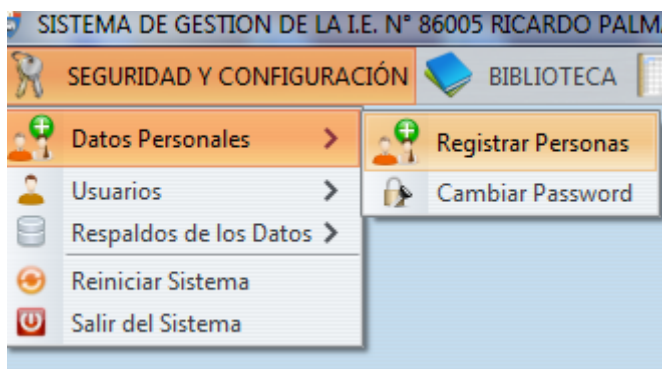 SISTEMA DE GESTION DE LA I.E. N° 86005 RICARDO PALMA
SEGURIDAD Y CONFIGURACIÓN BIBLIOTECA
Datos Personales
Registrar Personas
Usuarios
Cambiar Password
Respaldos de los Datos
Reiniciar Sistema
Salir del Sistema